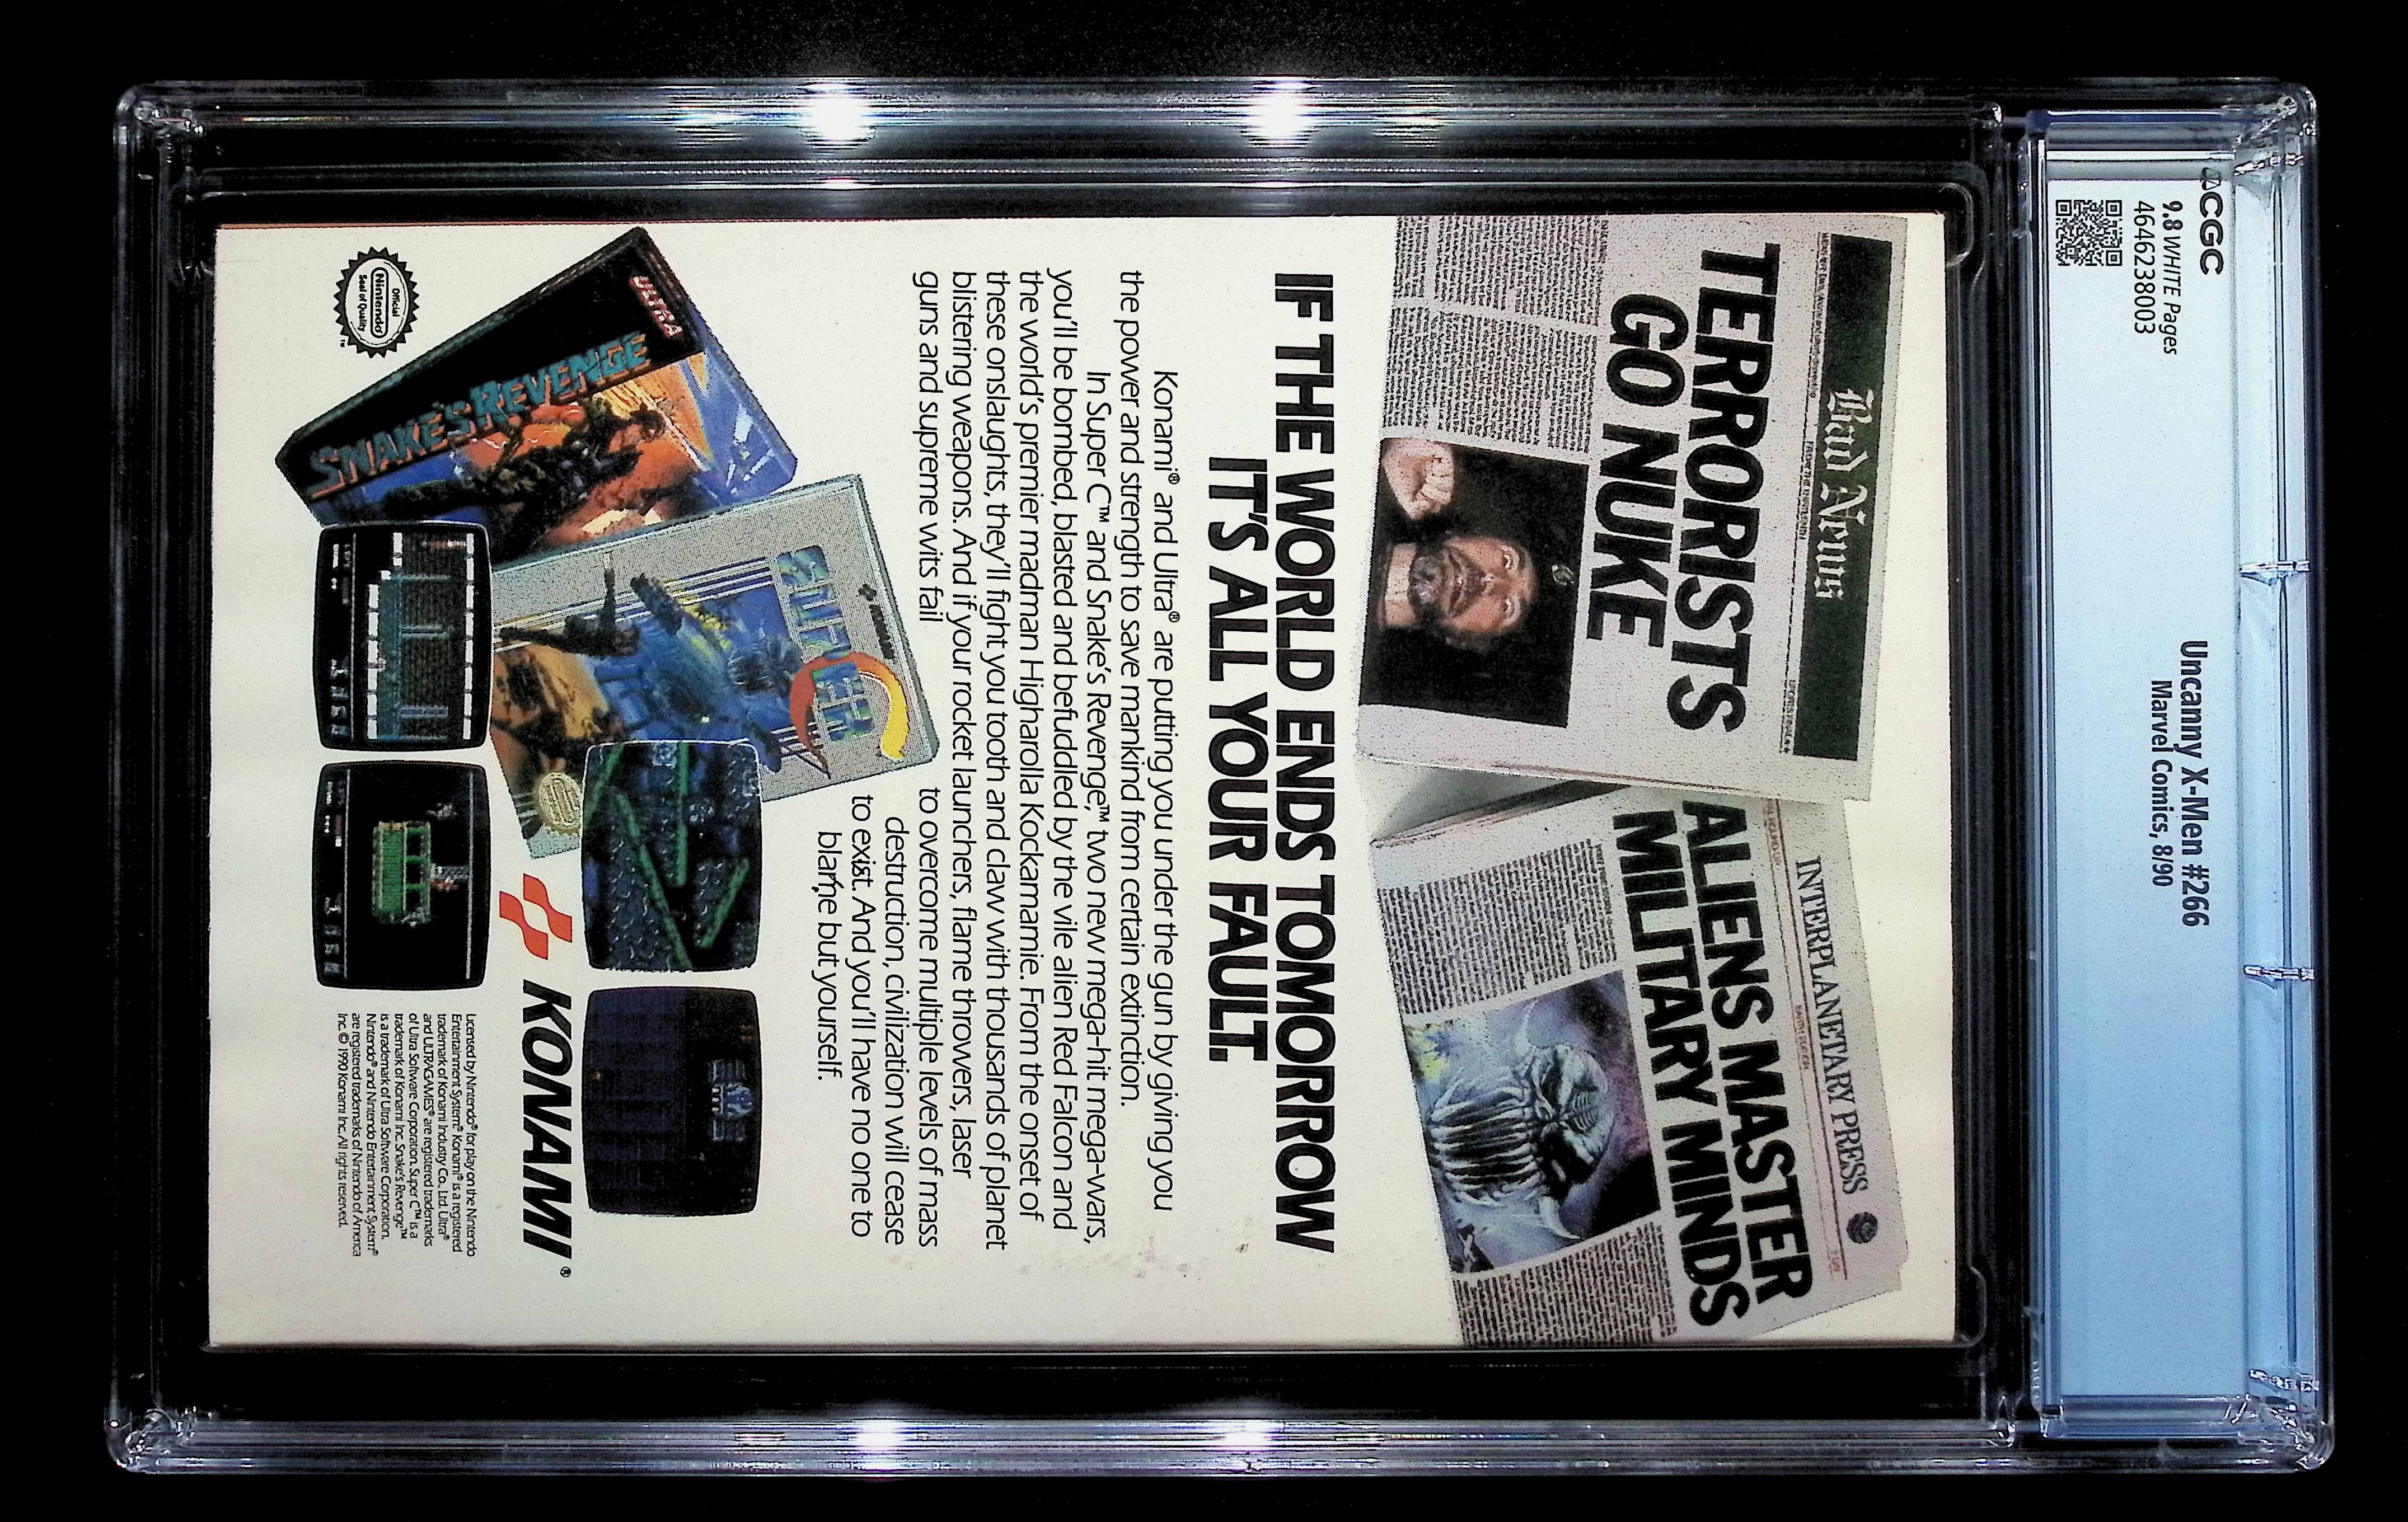 CGC
9.8 WHITE Pages
4646238003
Uncanny X-Men #266
Marvel Comics, 8/90
Bad News
TERRORISTS
GO NUKE
INTERPLANETARY PRESS
ALIENS MASTER
MILITARY MINDS
IF THE WORLD ENDS TOMORROW
IT'S ALL YOUR FAULT.
Konami® and Ultra® are putting you under the gun by giving you
the power and strength to save mankind from certain extinction.
In Super C™ and Snake's Revenge,™ two new mega-hit mega-wars,
you'll be bombed, blasted and befuddled by the vile alien Red Falcon and
the world's premier madman Higharolla Kockamamie. From the onset of
these onslaughts, they'll fight you tooth and claw with thousands of planet
blistering weapons. And if your rocket launchers, flame throwers, laser
guns and supreme wits fail
to overcome multiple levels of mass
destruction, civilization will cease
to exist. And you'll have no one to
blame but yourself.
ULTRA
SNAKE'S REVENGE
KONAMI
SUPER C
Official
Nintendo®
Seal of Quality
TM
KONAMI®
Licensed by Nintendo® for play on the Nintendo
Entertainment System.® Konami® is a registered
trademark of Konami Industry Co., Ltd. Ultra®
and ULTRAGAMES® are registered trademarks
of Ultra Software Corporation. Super C™ is a
trademark of Konami Inc. Snake's Revenge™
is a trademark of Ultra Software Corporation.
Nintendo® and Nintendo Entertainment System®
are registered trademarks of Nintendo of America
Inc. © 1990 Konami Inc. All rights reserved.